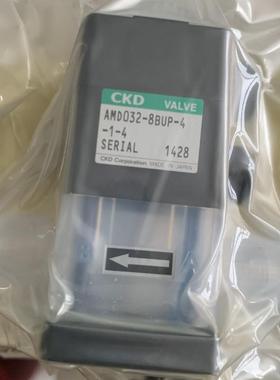 CKD VALVE
AMD032-8BUP-4
-1-4
SERIAL 1428
CKD Corporation. MADE IN JAPAN